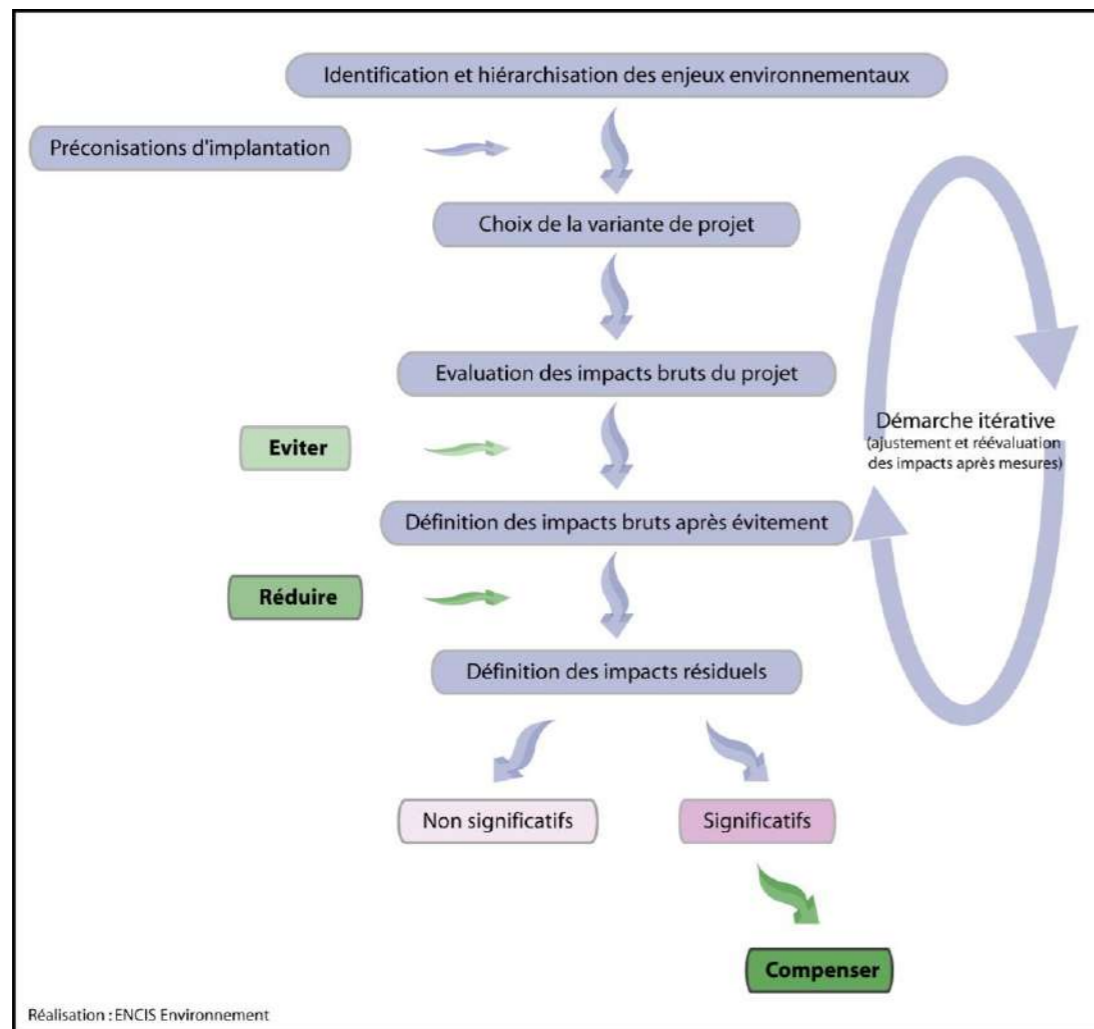 Identification et hiérarchisation des enjeux environnementaux
Préconisations d'implantation
Choix de la variante de projet
Evaluation des impacts bruts du projet
Eviter
Démarche itérative
(ajustement et réévaluation
des impacts après mesures)
Définition des impacts bruts après évitement
Réduire
Définition des impacts résiduels
Non significatifs
Significatifs
Compenser
Réalisation : ENCIS Environnement